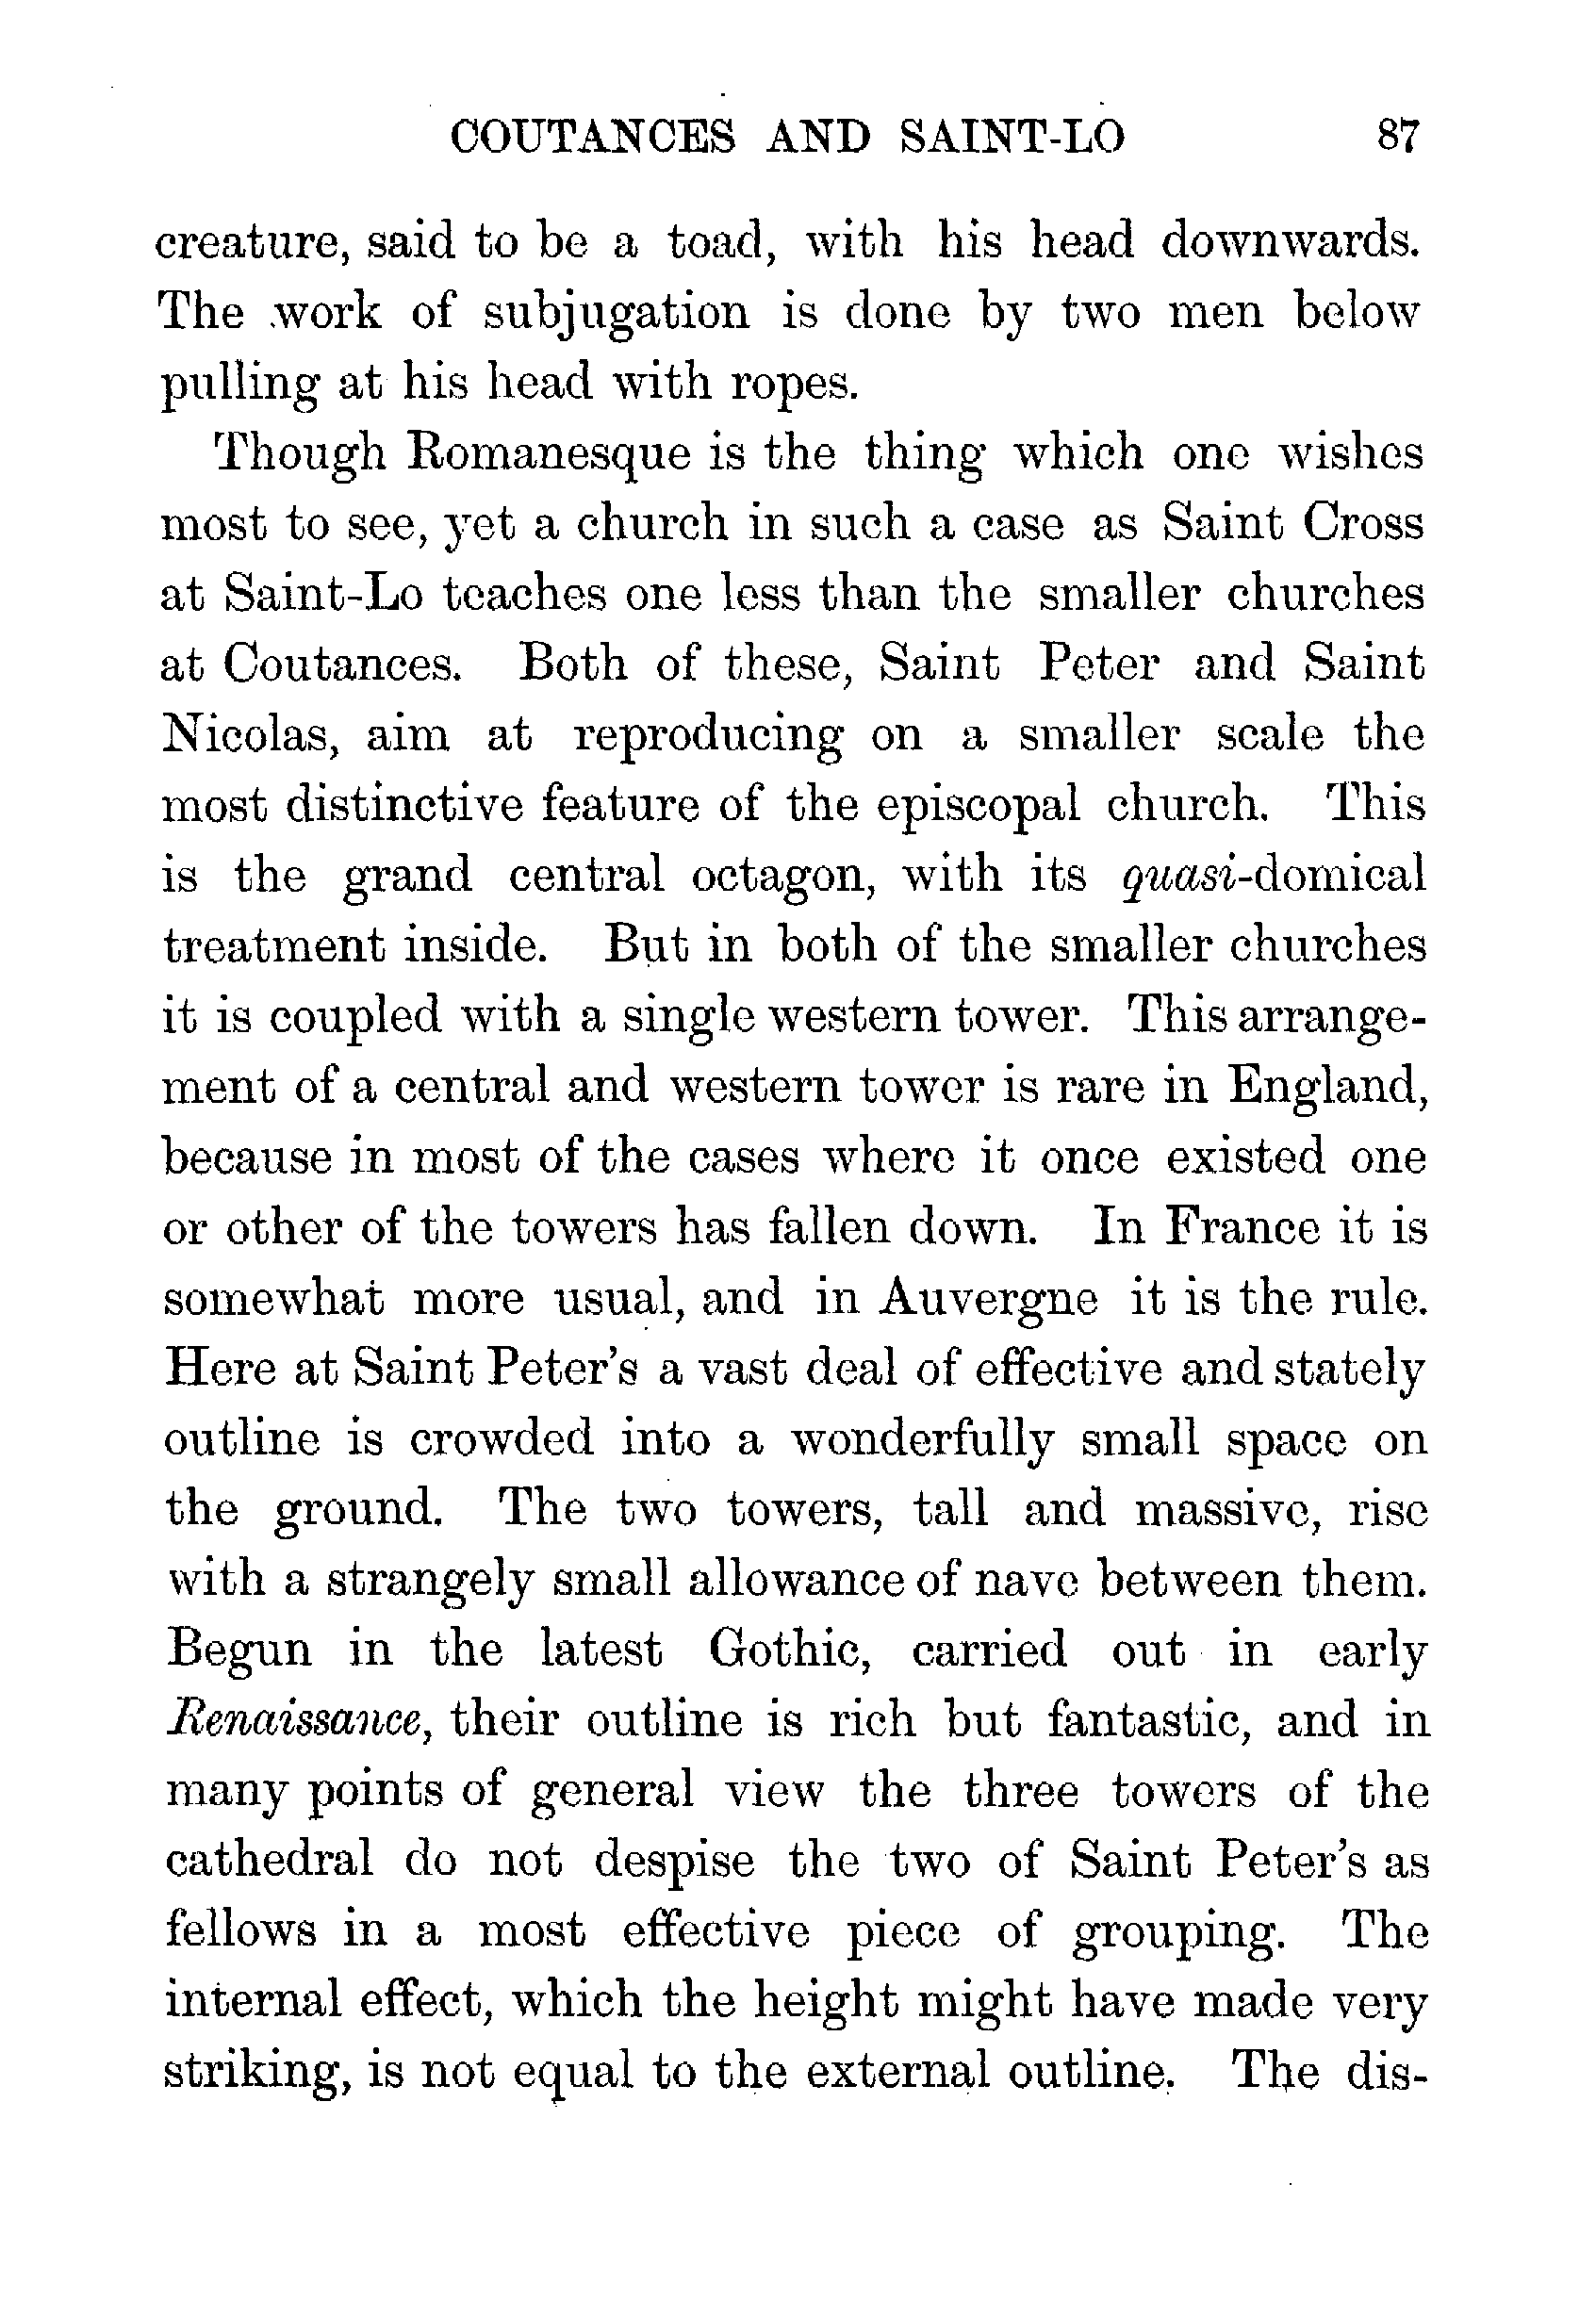 COUTANCES AND SAINT-LO 87
creature, said to be a toad, with his head downwards.
The work of subjugation is done by two men below
pulling at his head with ropes.
Though Romanesque is the thing which one wishes
most to see, yet a church in such a case as Saint Cross
at Saint-Lo teaches one less than the smaller churches
at Coutances. Both of these, Saint Peter and Saint
Nicolas, aim at reproducing on a smaller scale the
most distinctive feature of the episcopal church. This
is the grand central octagon, with its quasi-domical
treatment inside. But in both of the smaller churches
it is coupled with a single western tower. This arrange-
ment of a central and western tower is rare in England,
because in most of the cases where it once existed one
or other of the towers has fallen down. In France it is
somewhat more usual, and in Auvergne it is the rule.
Here at Saint Peter's a vast deal of effective and stately
outline is crowded into a wonderfully small space on
the ground. The two towers, tall and massive, rise
with a strangely small allowance of nave between them.
Begun in the latest Gothic, carried out in early
Renaissance, their outline is rich but fantastic, and in
many points of general view the three towers of the
cathedral do not despise the two of Saint Peter's as
fellows in a most effective piece of grouping. The
internal effect, which the height might have made very
striking, is not equal to the external outline. The dis-